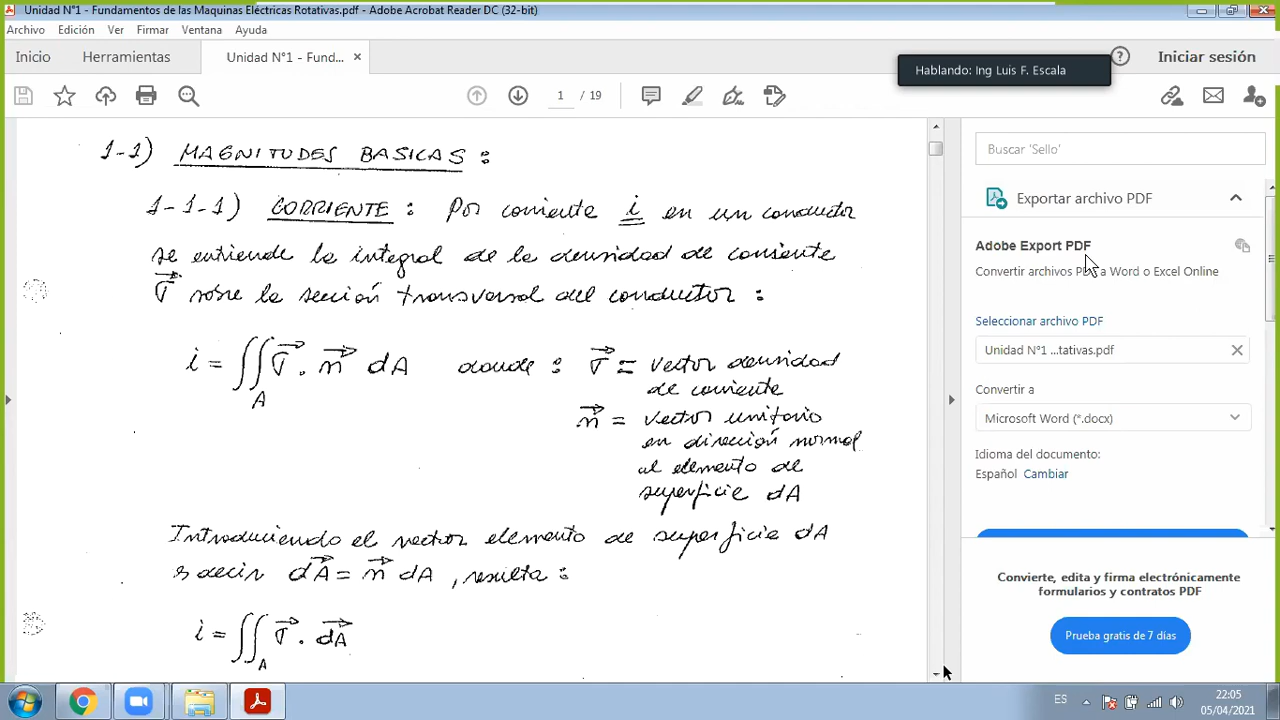 Unidad N°1 - Fundamentos de las Maquinas Eléctricas Rotativas.pdf - Adobe Acrobat Reader DC (32-bit)
Archivo Edición Ver Firmar Ventana Ayuda
Inicio Herramientas Unidad N°1 - Fund... ×
Hablando: Ing Luis F. Escala
Iniciar sesión
1 / 19
1-1) MAGNITUDES BASICAS :
1-1-1) CORRIENTE : Por corriente i en un conductor
se entiende la integral de la densidad de corriente
σ⃗ sobre la sección transversal del conductor :
i = ∬_A σ⃗ . n⃗ dA donde : σ⃗ = vector densidad
de corriente
n⃗ = vector unitario
en dirección normal
al elemento de
superficie dA
Introduciendo el vector elemento de superficie dA
es decir dA⃗ = n⃗ dA , resulta :
i = ∬_A σ⃗ . dA⃗
Buscar 'Sello'
Exportar archivo PDF
Adobe Export PDF
Convertir archivos PDF a Word o Excel Online
Seleccionar archivo PDF
Unidad N°1 ...tativas.pdf
Convertir a
Microsoft Word (*.docx)
Idioma del documento:
Español Cambiar
Convierte, edita y firma electrónicamente
formularios y contratos PDF
Prueba gratis de 7 días
ES
22:05
05/04/2021